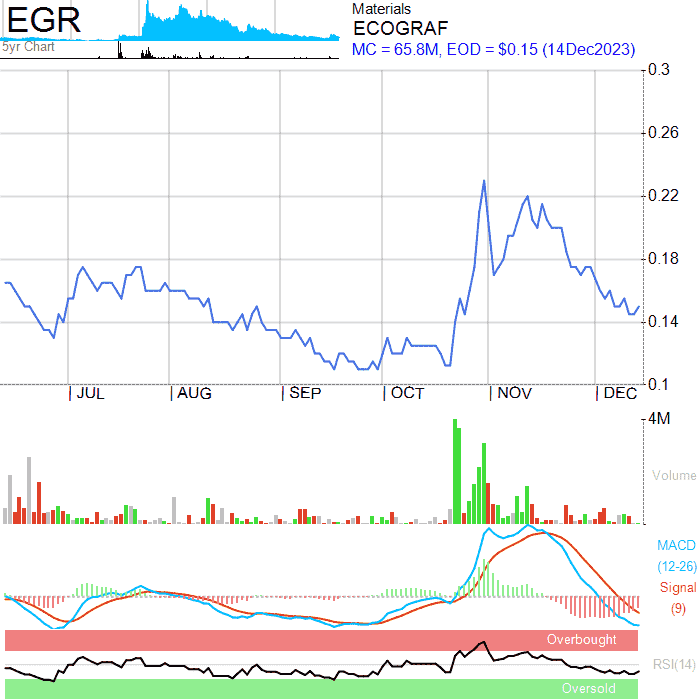 EGR
5yr Chart
Materials
ECOGRAF
MC = 65.8M, EOD = $0.15 (14Dec2023)
0.3
0.26
0.22
0.18
0.14
0.1
JUL AUG SEP OCT NOV DEC
4M
Volume
MACD
(12-26)
Signal
(9)
Overbought
RSI(14)
Oversold